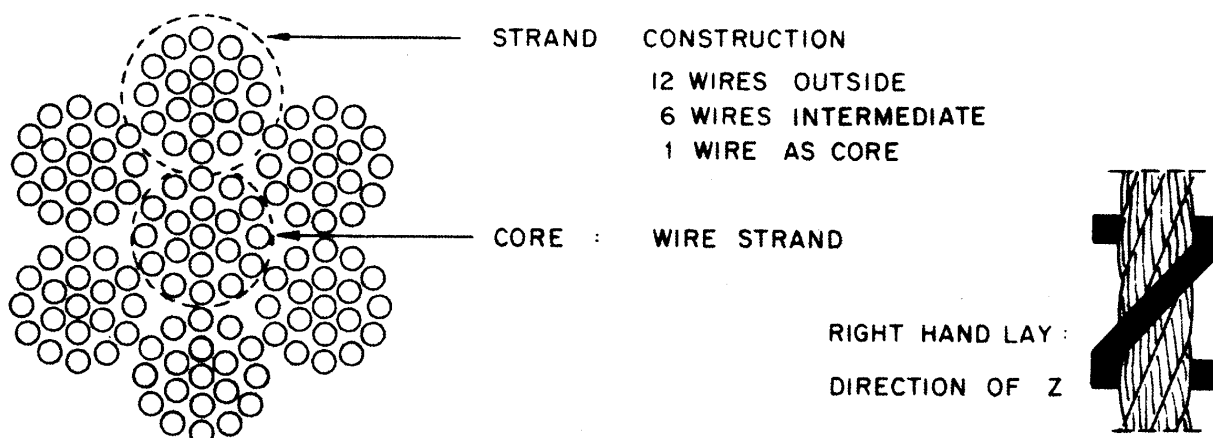 STRAND CONSTRUCTION
12 WIRES OUTSIDE
6 WIRES INTERMEDIATE
1 WIRE AS CORE
CORE : WIRE STRAND
RIGHT HAND LAY :
DIRECTION OF Z